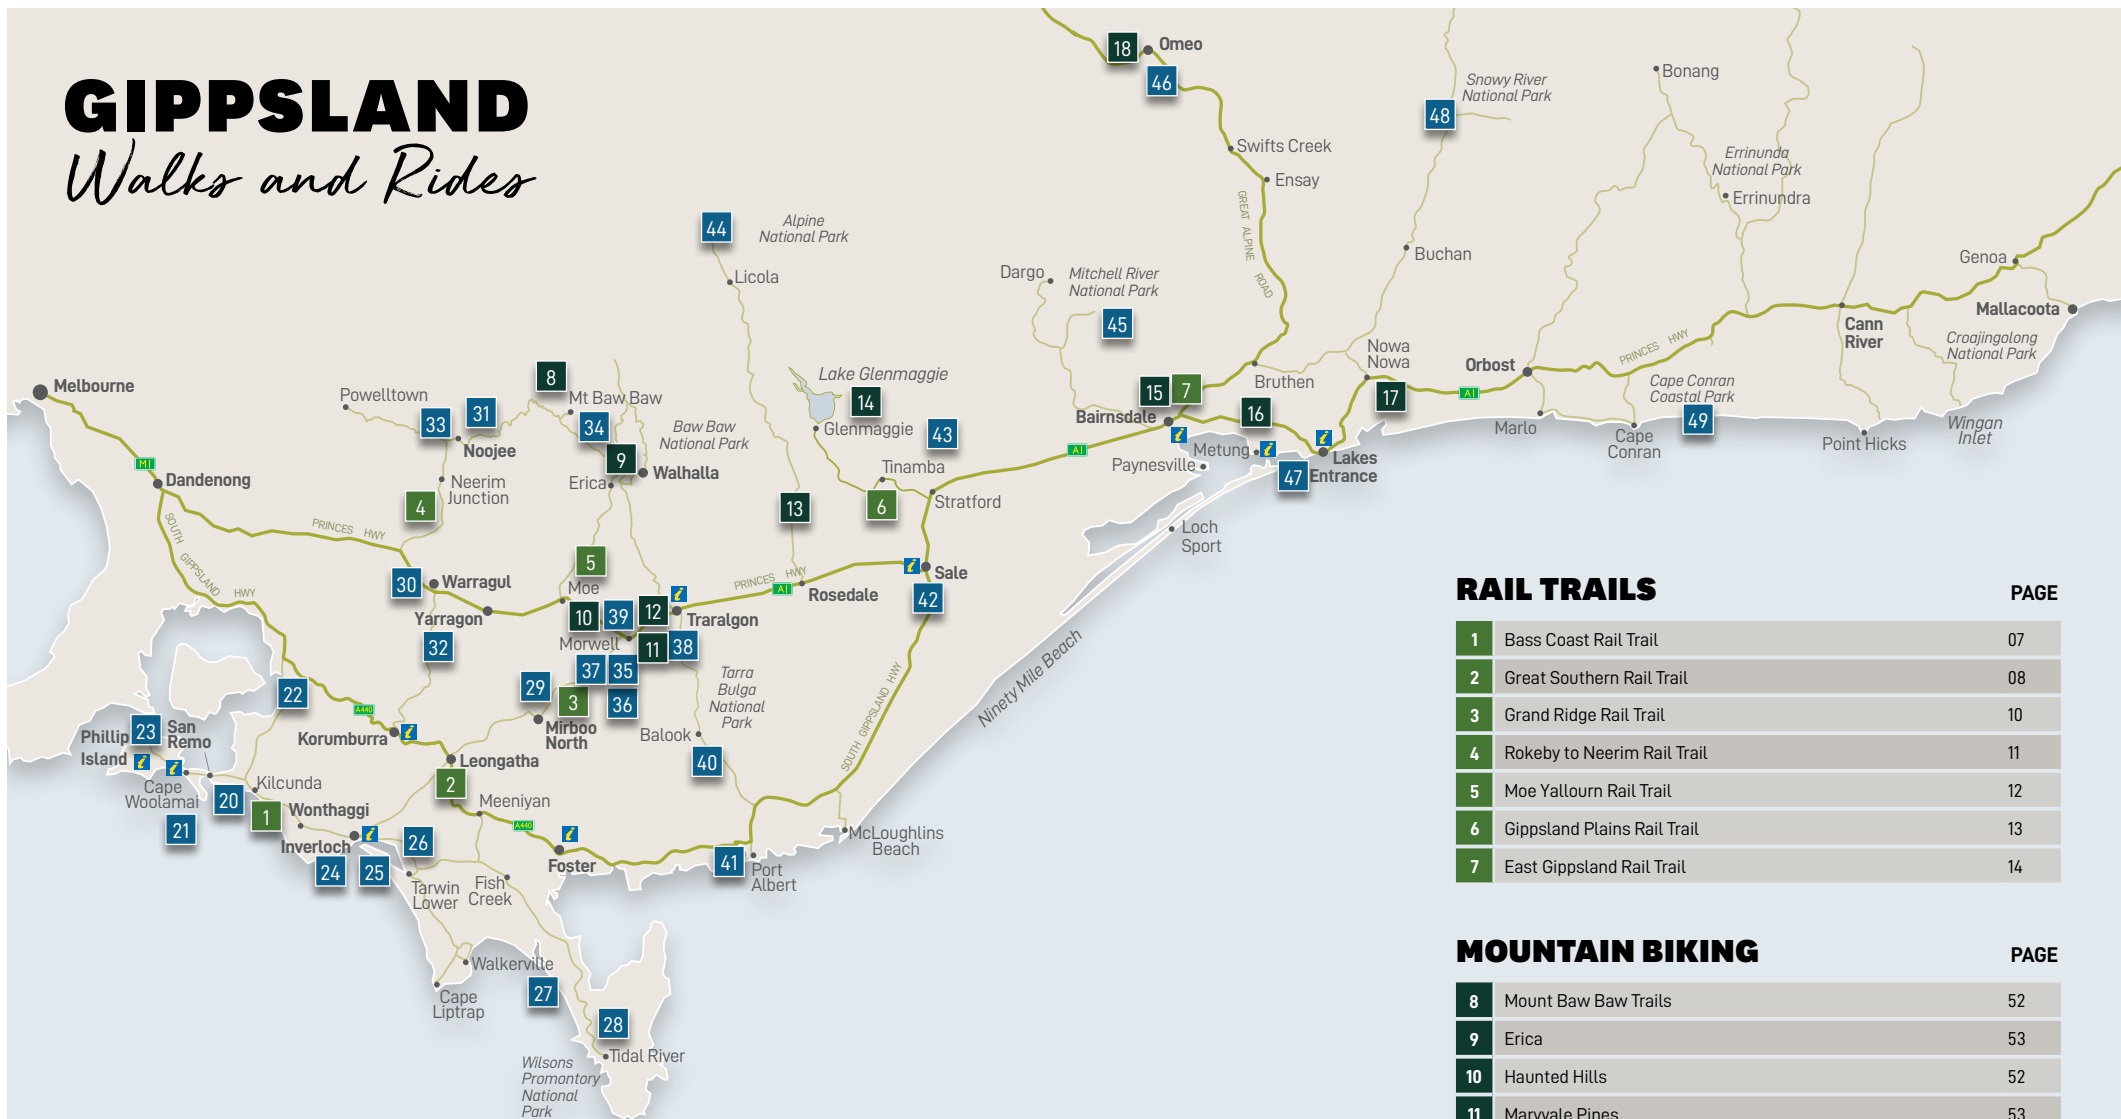 GIPPSLAND
Walks and Rides
18
Omeo
46
Swifts Creek
Ensay
GREAT ALPINE ROAD
Snowy River
National Park
48
Bonang
Errinunda
National Park
Errinundra
Buchan
Genoa
Mallacoota
Cann
River
Croajingolong
National Park
Wingan
Inlet
Point Hicks
PRINCES HWY
Orbost
A1
Cape Conran
Coastal Park
49
Marlo
Cape
Conran
Nowa
Nowa
17
Bruthen
16
15
7
Bairnsdale
i
Metung
i
i
Lakes
Entrance
47
Paynesville
Loch
Sport
Ninety Mile Beach
Dargo
Mitchell River
National Park
45
44
Alpine
National Park
Licola
Lake Glenmaggie
14
Glenmaggie
43
A1
Tinamba
6
Stratford
13
i
Sale
42
PRINCES HWY
A1
Rosedale
8
Mt Baw Baw
34
Baw Baw
National Park
9
Walhalla
Erica
Powelltown
33
31
Noojee
Neerim
Junction
4
Melbourne
M1
Dandenong
SOUTH GIPPSLAND HWY
PRINCES HWY
30
Warragul
Yarragon
32
5
Moe
10
39
12
i
Traralgon
Morwell
11
38
37
35
36
29
3
Mirboo
North
Tarra
Bulga
National
Park
Balook
40
SOUTH GIPPSLAND HWY
22
A440
Korumburra
i
Leongatha
2
Meeniyan
A440
i
Foster
23
San
Remo
Phillip
Island
i
i
Cape
Woolamai
20
21
Kilcunda
1
Wonthaggi
Inverloch
i
24
25
26
Tarwin
Lower
Fish
Creek
41
Port
Albert
McLoughlins
Beach
Walkerville
Cape
Liptrap
27
28
Tidal River
Wilsons
Promontory
National
Park
RAIL TRAILS PAGE
1 Bass Coast Rail Trail 07
2 Great Southern Rail Trail 08
3 Grand Ridge Rail Trail 10
4 Rokeby to Neerim Rail Trail 11
5 Moe Yallourn Rail Trail 12
6 Gippsland Plains Rail Trail 13
7 East Gippsland Rail Trail 14
MOUNTAIN BIKING PAGE
8 Mount Baw Baw Trails 52
9 Erica 53
10 Haunted Hills 52
11 Maryvale Pines 53